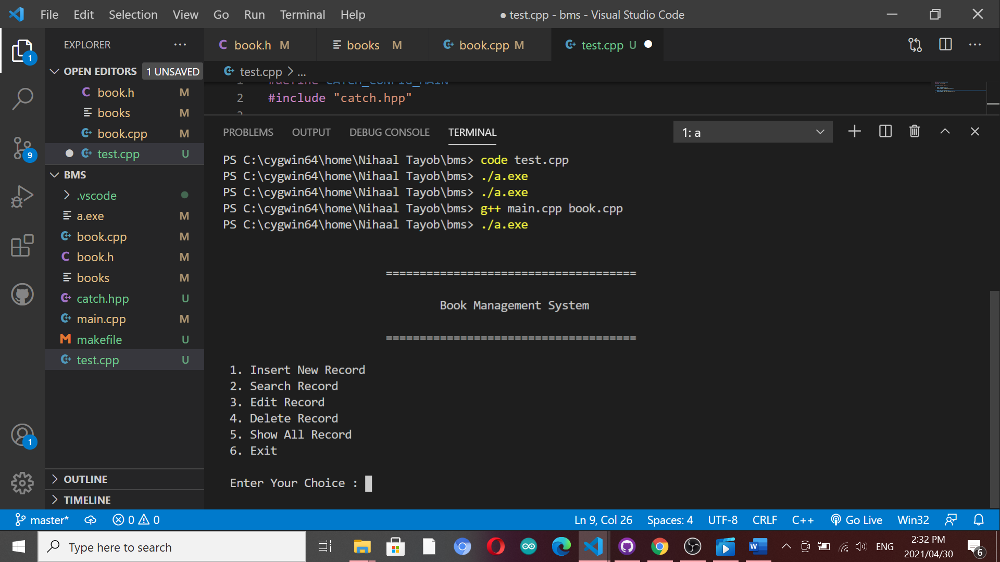 File Edit Selection View Go Run Terminal Help ● test.cpp - bms - Visual Studio Code
EXPLORER ··· book.h M books M book.cpp M test.cpp U ···
OPEN EDITORS 1 UNSAVED
test.cpp > ...
1 #define CATCH_CONFIG_MAIN
2 #include "catch.hpp"
3
book.h M
books M
book.cpp M
test.cpp U
BMS
.vscode
a.exe M
book.cpp M
book.h M
books M
catch.hpp U
main.cpp M
makefile U
test.cpp U
OUTLINE
TIMELINE
1
9
1
PROBLEMS OUTPUT DEBUG CONSOLE TERMINAL 1: a
PS C:\cygwin64\home\Nihaal Tayob\bms> code test.cpp
PS C:\cygwin64\home\Nihaal Tayob\bms> ./a.exe
PS C:\cygwin64\home\Nihaal Tayob\bms> ./a.exe
PS C:\cygwin64\home\Nihaal Tayob\bms> g++ main.cpp book.cpp
PS C:\cygwin64\home\Nihaal Tayob\bms> ./a.exe
=====================================
Book Management System
=====================================
1. Insert New Record
2. Search Record
3. Edit Record
4. Delete Record
5. Show All Record
6. Exit
Enter Your Choice :
master* 0 0 Ln 9, Col 26 Spaces: 4 UTF-8 CRLF C++ Go Live Win32
Type here to search ENG 2:32 PM
2021/04/30
6